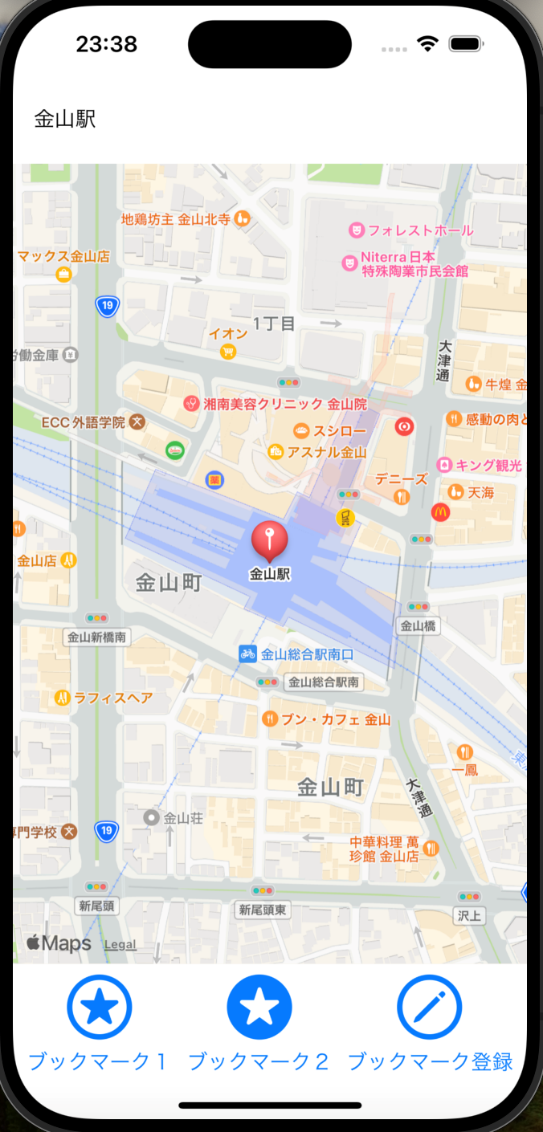 23:38
金山駅
地鶏坊主 金山北寺
フォレストホール
マックス金山店
Niterra日本
特殊陶業市民会館
19
1丁目
イオン
大津通
労働金庫
牛煌 金
湘南美容クリニック 金山院
ECC外語学院
スシロー
感動の肉と
アスナル金山
キング観光
デニーズ
天海
金山店
金山駅
金山町
金山新橋南
金山橋
金山総合駅南口
金山総合駅南
ラフィスヘア
ブン・カフェ 金山
一鳳
金山町
大津通
金山荘
専門学校
19
中華料理 萬
珍館 金山店
新尾頭
新尾頭東
沢上
Maps Legal
ブックマーク1
ブックマーク2
ブックマーク登録